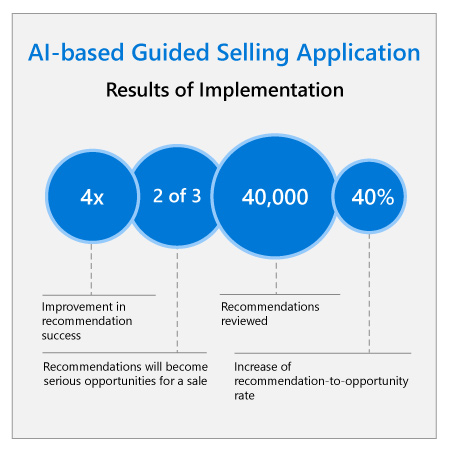 AI-based Guided Selling Application
Results of Implementation
4x
2 of 3
40,000
40%
Improvement in
recommendation
success
Recommendations
reviewed
Recommendations will become
serious opportunities for a sale
Increase of
recommendation-to-opportunity
rate